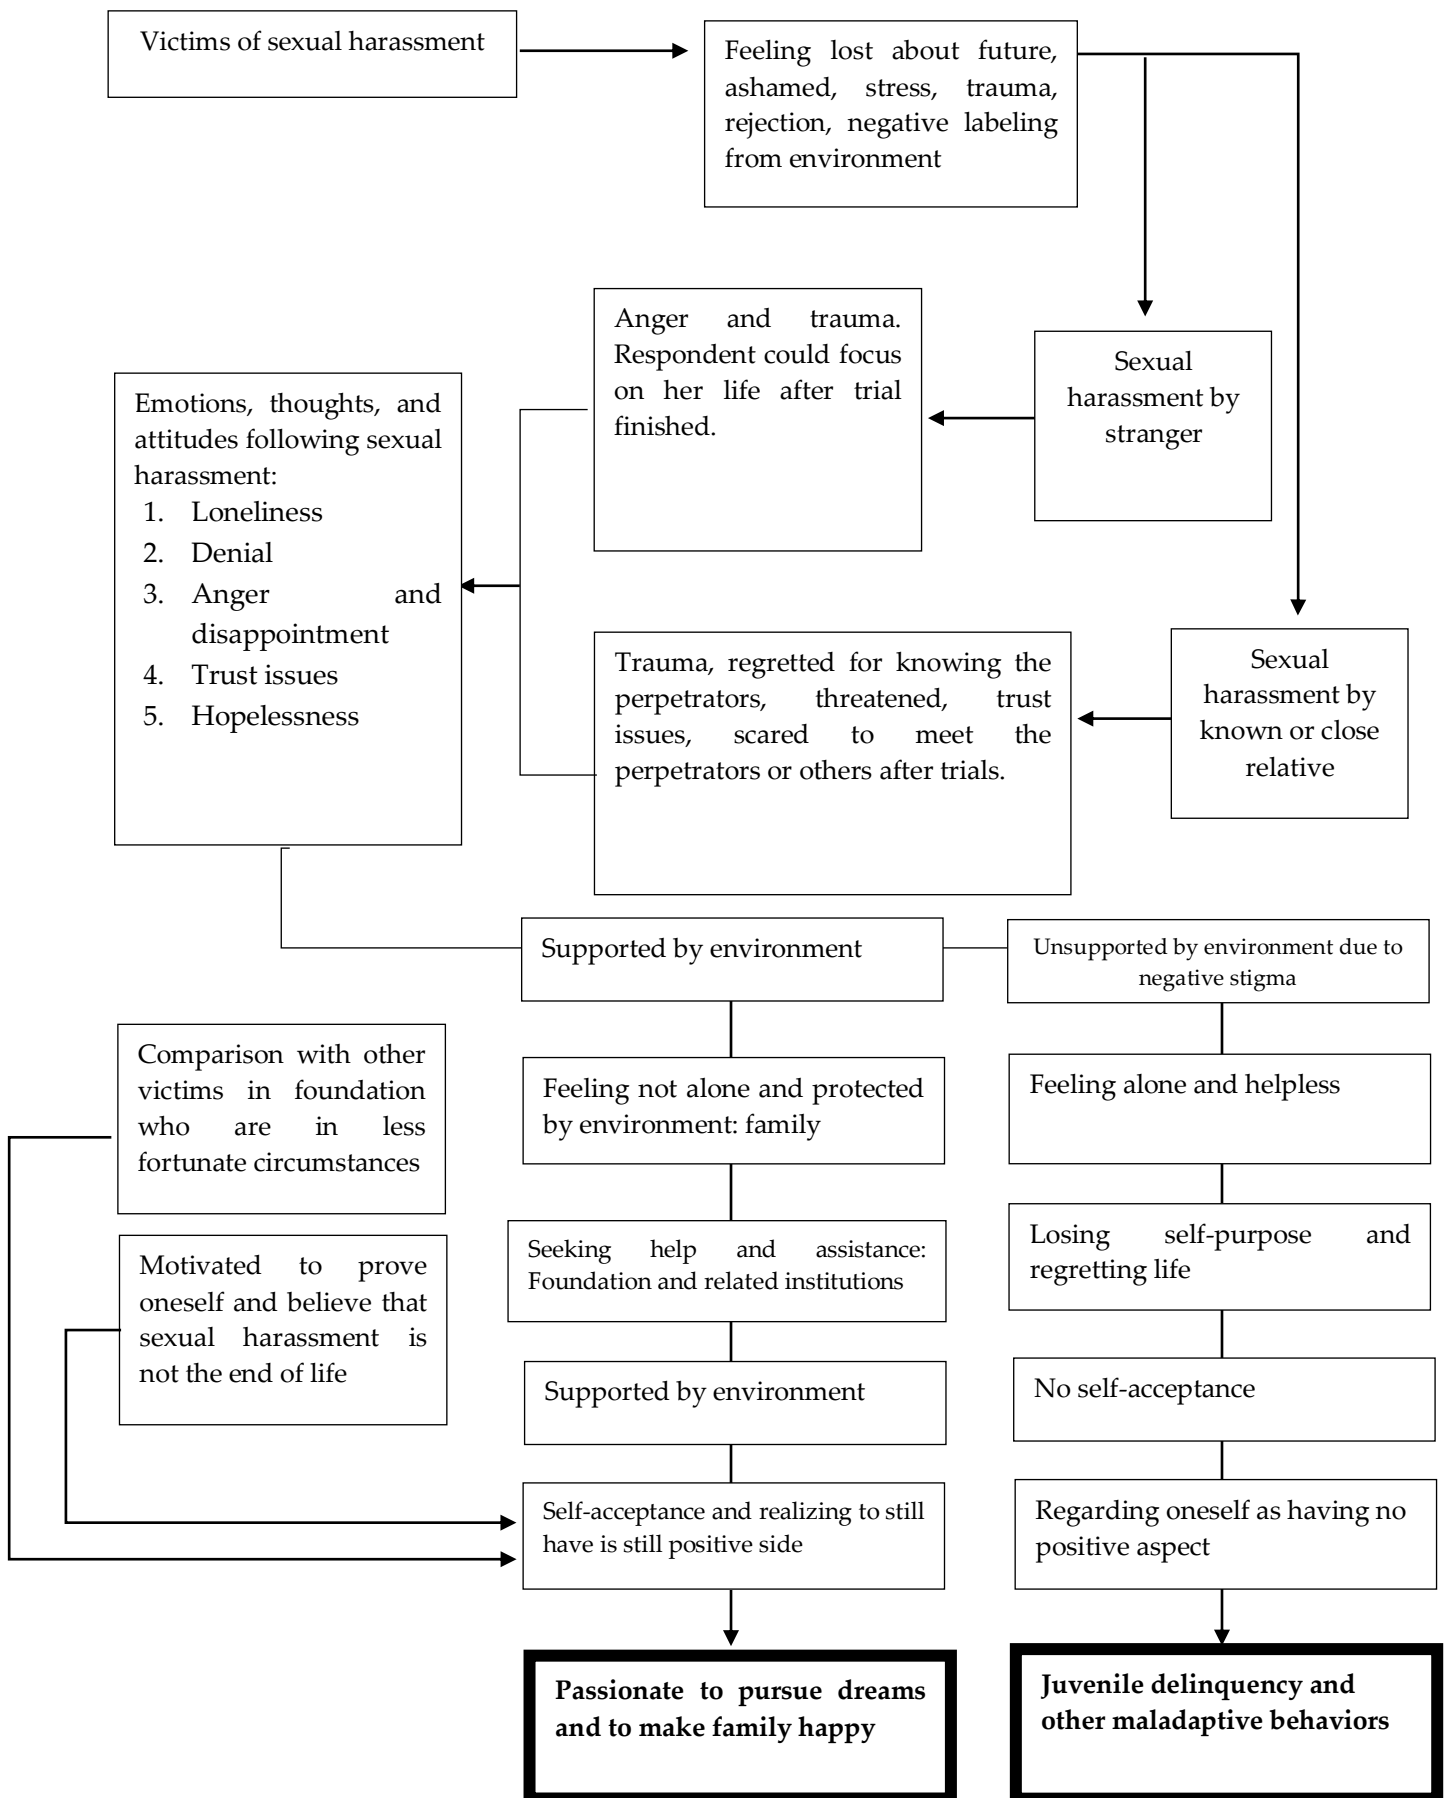 Victims of sexual harassment
Feeling lost about future,
ashamed, stress, trauma,
rejection, negative labeling
from environment
Anger and trauma.
Respondent could focus
on her life after trial
finished.
Sexual
harassment by
stranger
Emotions, thoughts, and
attitudes following sexual
harassment:
1. Loneliness
2. Denial
3. Anger and
disappointment
4. Trust issues
5. Hopelessness
Trauma, regretted for knowing the
perpetrators, threatened, trust
issues, scared to meet the
perpetrators or others after trials.
Sexual
harassment by
known or close
relative
Supported by environment
Unsupported by environment due to
negative stigma
Comparison with other
victims in foundation
who are in less
fortunate circumstances
Feeling not alone and protected
by environment: family
Feeling alone and helpless
Motivated to prove
oneself and believe that
sexual harassment is
not the end of life
Seeking help and assistance:
Foundation and related institutions
Losing self-purpose and
regretting life
Supported by environment
No self-acceptance
Self-acceptance and realizing to still
have is still positive side
Regarding oneself as having no
positive aspect
Passionate to pursue dreams
and to make family happy
Juvenile delinquency and
other maladaptive behaviors